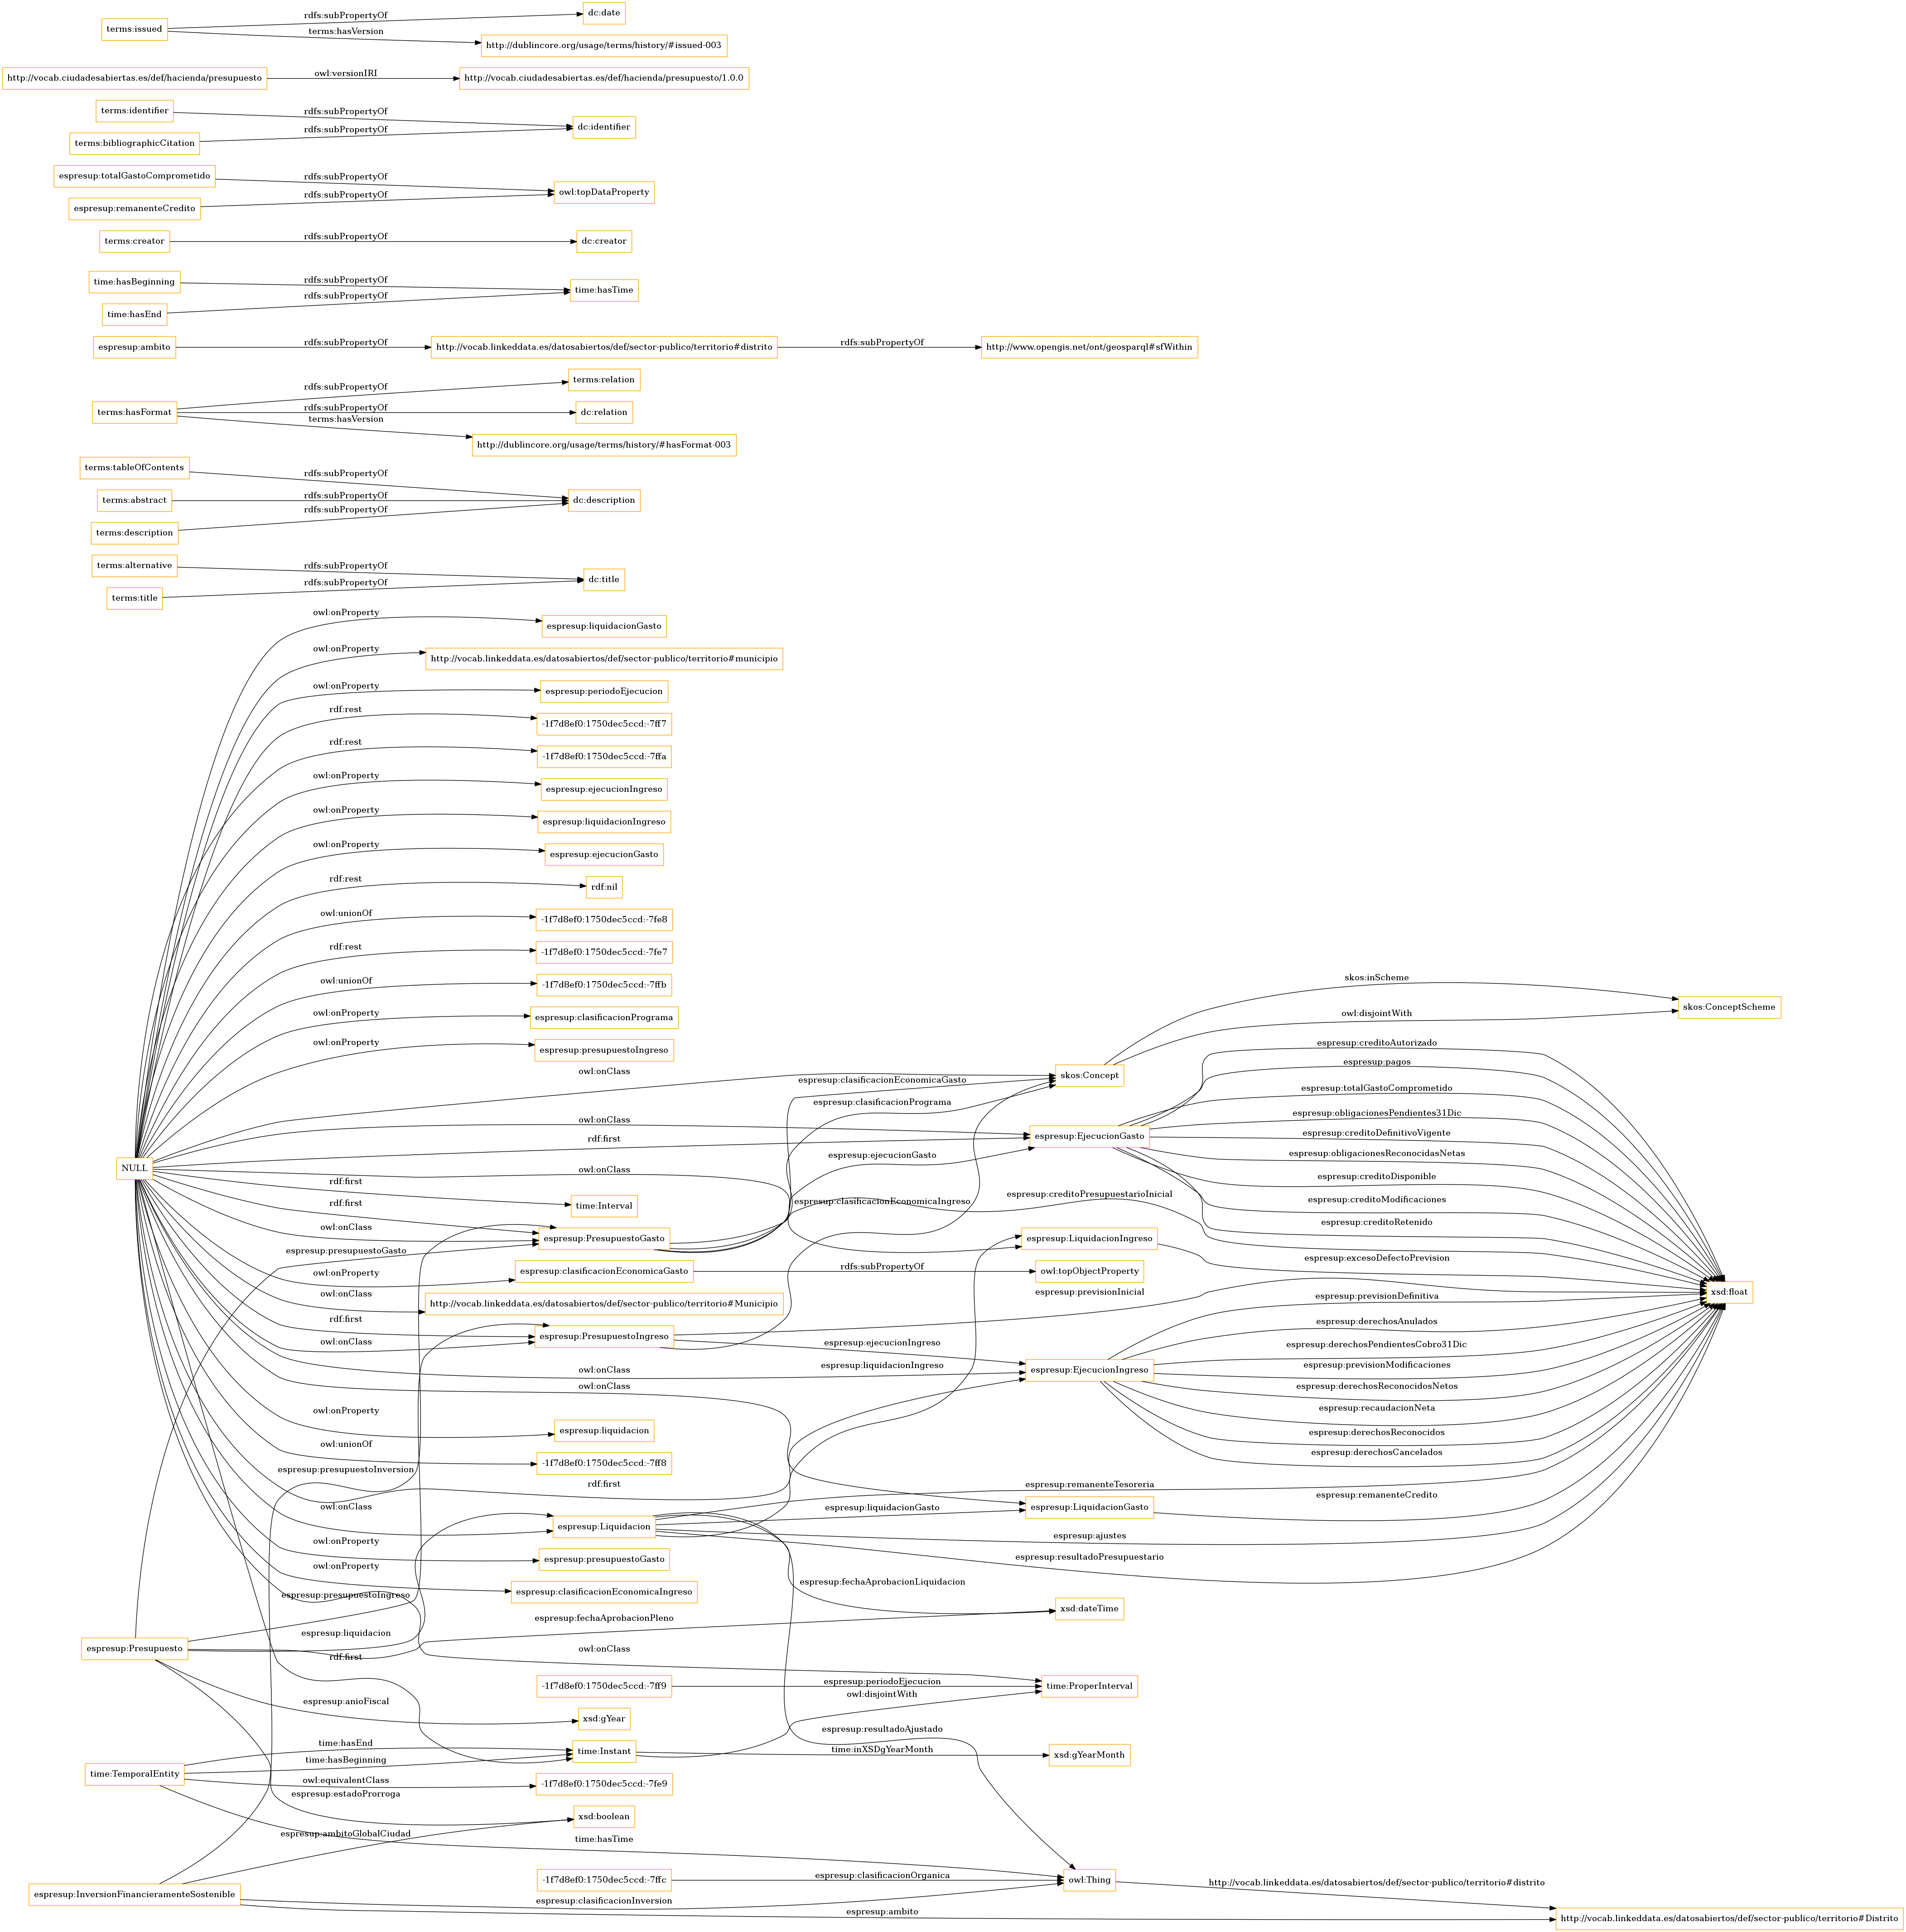 terms:issued
rdfs:subPropertyOf
dc:date
terms:hasVersion
http://dublincore.org/usage/terms/history/#issued-003
http://vocab.ciudadesabiertas.es/def/hacienda/presupuesto
owl:versionIRI
http://vocab.ciudadesabiertas.es/def/hacienda/presupuesto/1.0.0
terms:identifier
rdfs:subPropertyOf
dc:identifier
terms:bibliographicCitation
rdfs:subPropertyOf
espresup:totalGastoComprometido
rdfs:subPropertyOf
owl:topDataProperty
espresup:remanenteCredito
rdfs:subPropertyOf
terms:creator
rdfs:subPropertyOf
dc:creator
time:hasBeginning
rdfs:subPropertyOf
time:hasTime
time:hasEnd
rdfs:subPropertyOf
espresup:ambito
rdfs:subPropertyOf
http://vocab.linkeddata.es/datosabiertos/def/sector-publico/territorio#distrito
rdfs:subPropertyOf
http://www.opengis.net/ont/geosparql#sfWithin
terms:hasFormat
rdfs:subPropertyOf
terms:relation
rdfs:subPropertyOf
dc:relation
terms:hasVersion
http://dublincore.org/usage/terms/history/#hasFormat-003
terms:tableOfContents
rdfs:subPropertyOf
terms:abstract
rdfs:subPropertyOf
dc:description
terms:description
rdfs:subPropertyOf
terms:alternative
rdfs:subPropertyOf
dc:title
terms:title
rdfs:subPropertyOf
owl:onProperty
espresup:liquidacionGasto
owl:onProperty
http://vocab.linkeddata.es/datosabiertos/def/sector-publico/territorio#municipio
owl:onProperty
espresup:periodoEjecucion
rdf:rest
-1f7d8ef0:1750dec5ccd:-7ff7
rdf:rest
-1f7d8ef0:1750dec5ccd:-7ffa
owl:onProperty
espresup:ejecucionIngreso
owl:onProperty
espresup:liquidacionIngreso
owl:onProperty
espresup:ejecucionGasto
rdf:rest
rdf:nil
owl:unionOf
-1f7d8ef0:1750dec5ccd:-7fe8
rdf:rest
-1f7d8ef0:1750dec5ccd:-7fe7
owl:unionOf
-1f7d8ef0:1750dec5ccd:-7ffb
owl:onProperty
espresup:clasificacionPrograma
owl:onProperty
espresup:presupuestoIngreso
skos:inScheme
skos:ConceptScheme
owl:disjointWith
owl:onClass
skos:Concept
espresup:clasificacionEconomicaGasto
espresup:clasificacionPrograma
espresup:creditoAutorizado
espresup:pagos
espresup:totalGastoComprometido
espresup:obligacionesPendientes31Dic
owl:onClass
espresup:EjecucionGasto
espresup:creditoDefinitivoVigente
rdf:first
espresup:ejecucionGasto
espresup:obligacionesReconocidasNetas
NULL
owl:onClass
espresup:creditoDisponible
rdf:first
time:Interval
espresup:clasificacionEconomicaIngreso
espresup:creditoPresupuestarioInicial
espresup:creditoModificaciones
rdf:first
espresup:creditoRetenido
owl:onClass
espresup:PresupuestoGasto
espresup:LiquidacionIngreso
espresup:presupuestoGasto
espresup:excesoDefectoPrevision
owl:onProperty
espresup:clasificacionEconomicaGasto
rdfs:subPropertyOf
owl:topObjectProperty
xsd:float
owl:onClass
http://vocab.linkeddata.es/datosabiertos/def/sector-publico/territorio#Municipio
espresup:previsionInicial
espresup:previsionDefinitiva
rdf:first
espresup:PresupuestoIngreso
espresup:derechosAnulados
owl:onClass
espresup:ejecucionIngreso
espresup:derechosPendientesCobro31Dic
owl:onClass
espresup:liquidacionIngreso
espresup:EjecucionIngreso
espresup:previsionModificaciones
owl:onClass
espresup:derechosReconocidosNetos
owl:onProperty
espresup:liquidacion
espresup:recaudacionNeta
owl:unionOf
-1f7d8ef0:1750dec5ccd:-7ff8
espresup:derechosReconocidos
espresup:presupuestoInversion
espresup:derechosCancelados
rdf:first
espresup:remanenteTesoreria
owl:onClass
espresup:liquidacionGasto
espresup:LiquidacionGasto
espresup:remanenteCredito
espresup:Liquidacion
espresup:ajustes
owl:onProperty
espresup:presupuestoGasto
espresup:resultadoPresupuestario
owl:onProperty
espresup:clasificacionEconomicaIngreso
espresup:fechaAprobacionLiquidacion
espresup:presupuestoIngreso
xsd:dateTime
espresup:fechaAprobacionPleno
espresup:Presupuesto
espresup:liquidacion
owl:onClass
rdf:first
-1f7d8ef0:1750dec5ccd:-7ff9
espresup:periodoEjecucion
time:ProperInterval
owl:disjointWith
espresup:anioFiscal
xsd:gYear
espresup:resultadoAjustado
time:hasEnd
time:Instant
time:inXSDgYearMonth
xsd:gYearMonth
time:hasBeginning
time:TemporalEntity
owl:equivalentClass
-1f7d8ef0:1750dec5ccd:-7fe9
espresup:estadoProrroga
xsd:boolean
espresup:ambitoGlobalCiudad
time:hasTime
-1f7d8ef0:1750dec5ccd:-7ffc
espresup:clasificacionOrganica
owl:Thing
http://vocab.linkeddata.es/datosabiertos/def/sector-publico/territorio#distrito
espresup:InversionFinancieramenteSostenible
espresup:clasificacionInversion
espresup:ambito
http://vocab.linkeddata.es/datosabiertos/def/sector-publico/territorio#Distrito